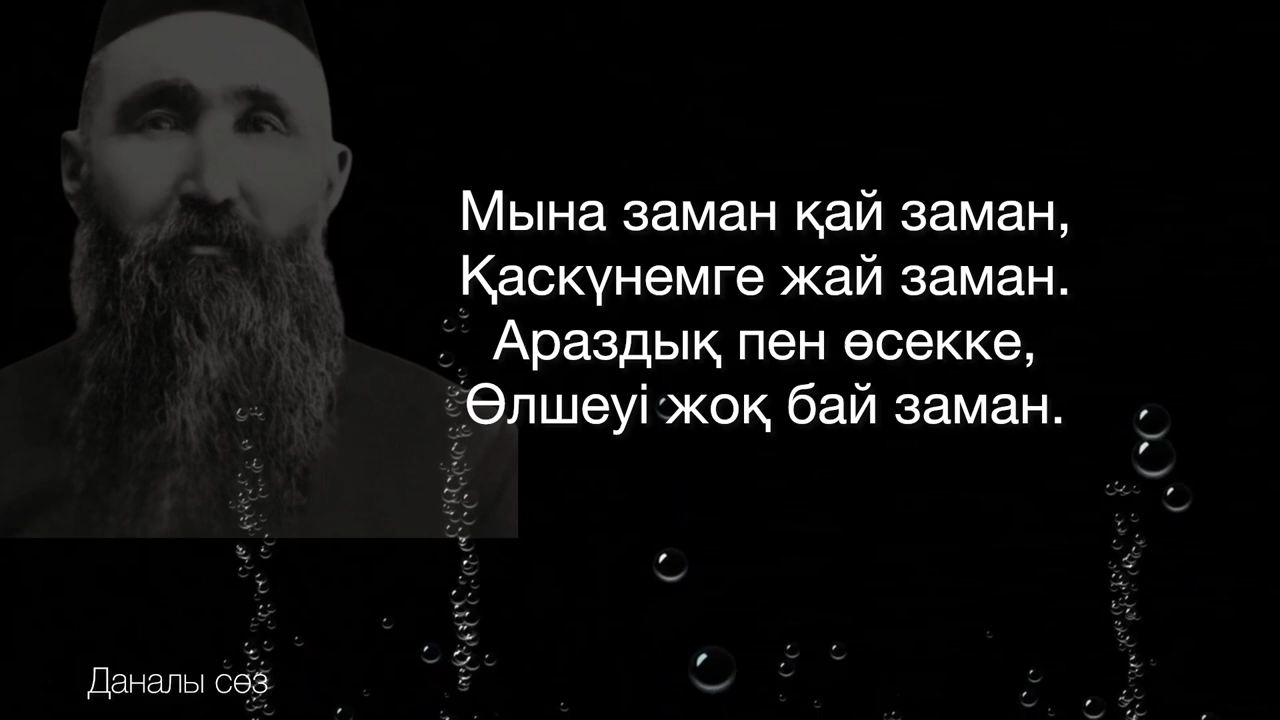 Мына заман қай заман,
Қаскүнемге жай заман.
Араздық пен өсекке,
Өлшеуі жоқ бай заман.
Даналы сөз